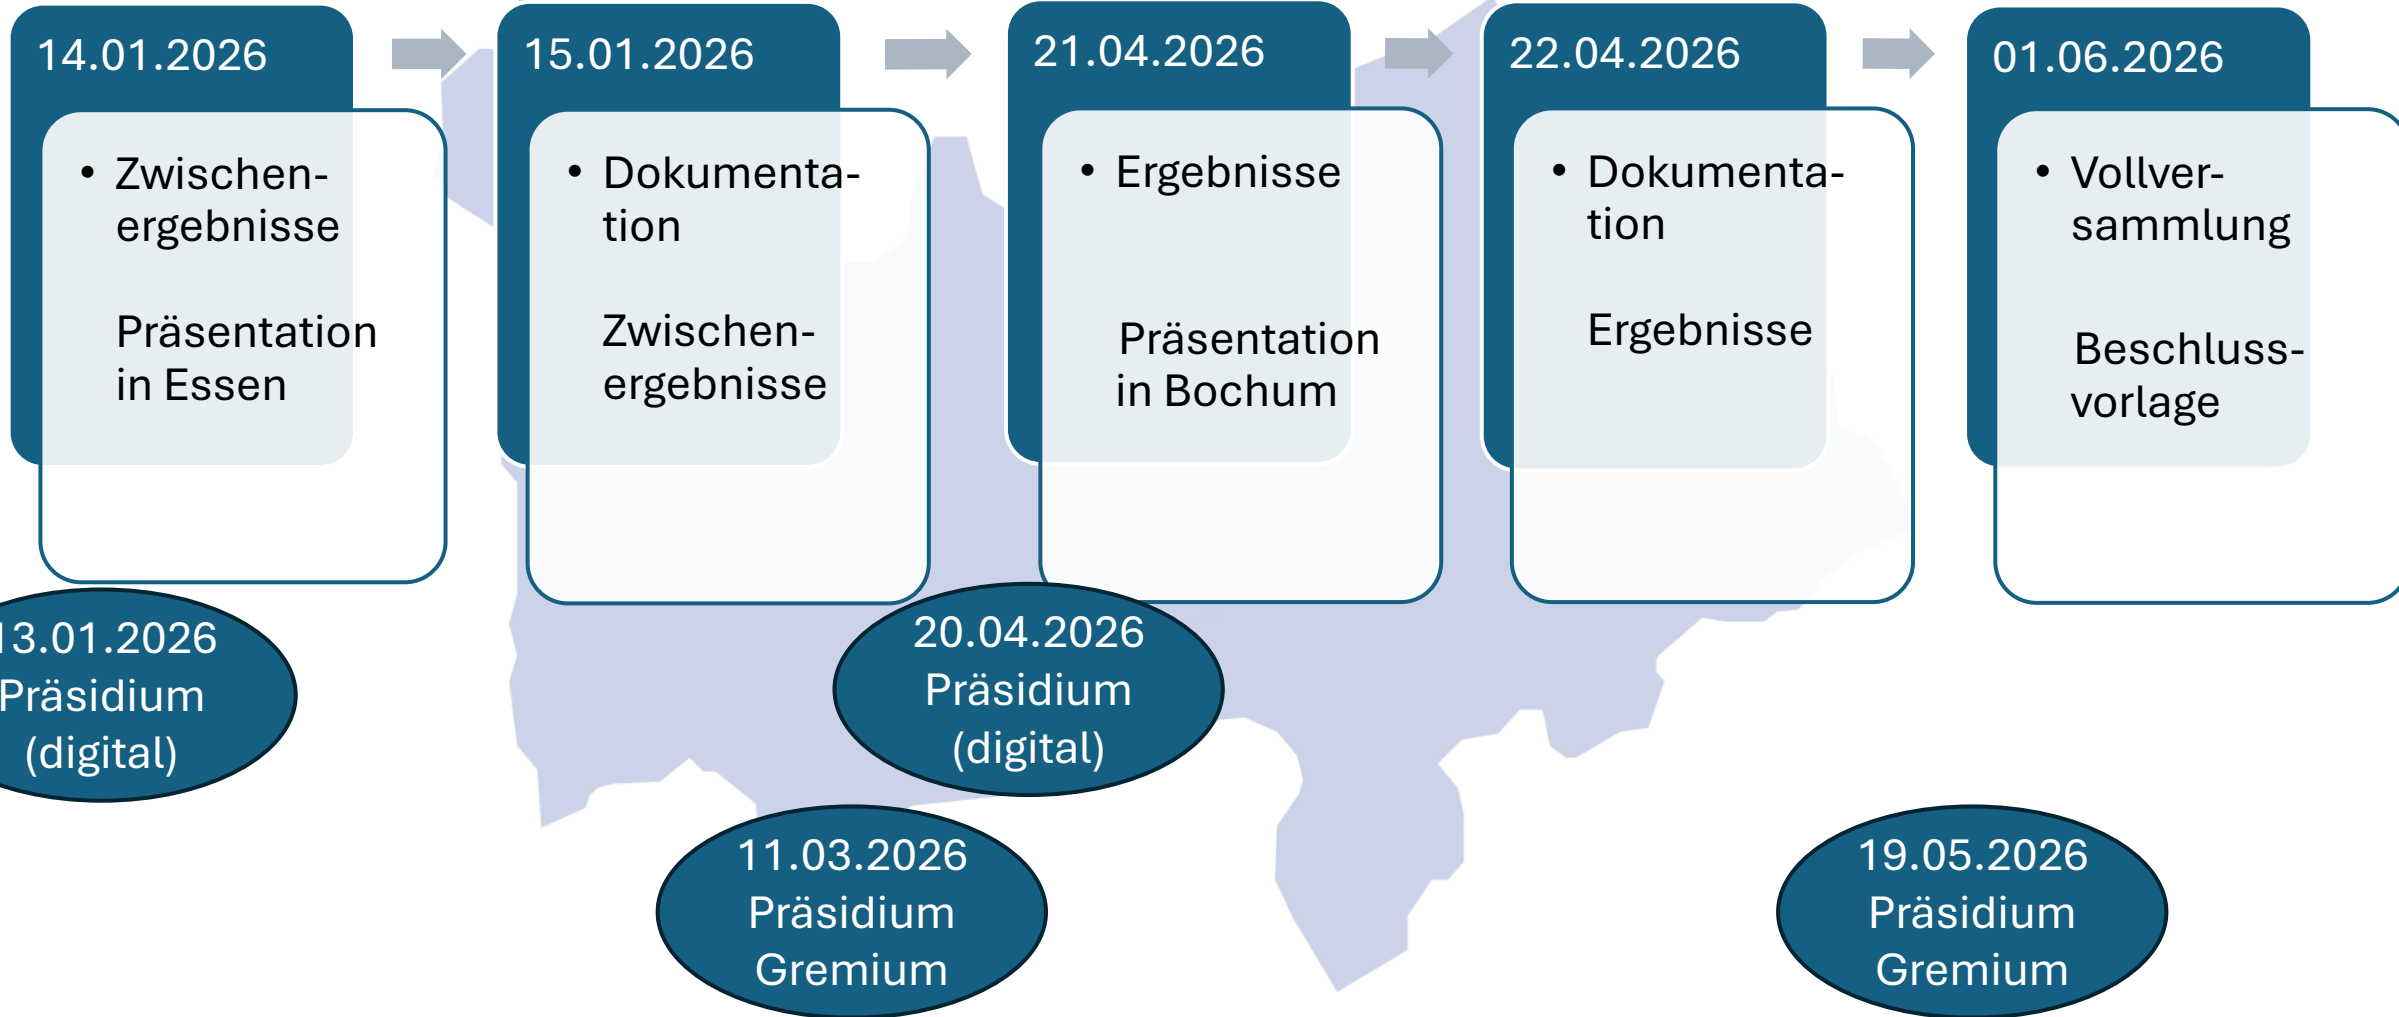 14.01.2026
• Zwischen-
ergebnisse
Präsentation
in Essen
15.01.2026
• Dokumenta-
tion
Zwischen-
ergebnisse
21.04.2026
• Ergebnisse
Präsentation
in Bochum
22.04.2026
• Dokumenta-
tion
Ergebnisse
01.06.2026
• Vollver-
sammlung
Beschluss-
vorlage
13.01.2026
Präsidium
(digital)
20.04.2026
Präsidium
(digital)
11.03.2026
Präsidium
Gremium
19.05.2026
Präsidium
Gremium